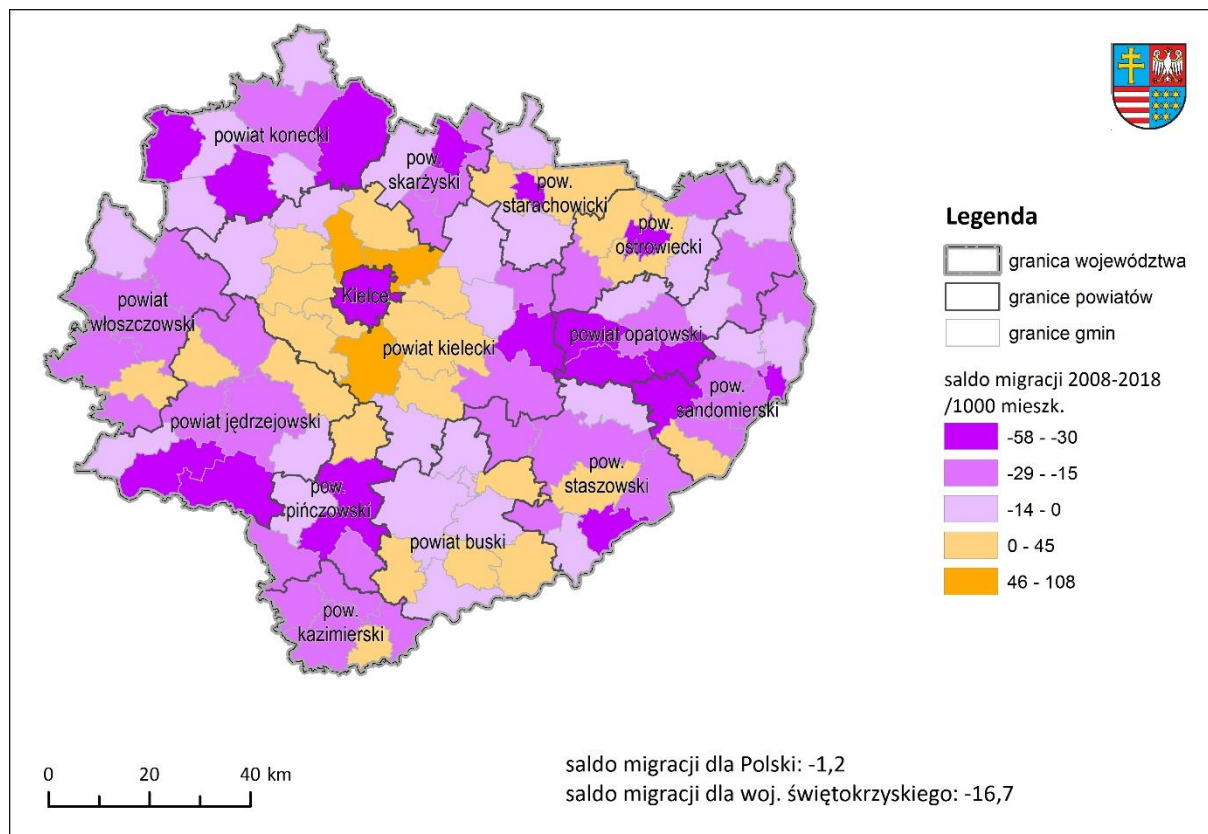 powiat konecki
pow.
skarżyski
pow.
starachowicki
pow.
ostrowiecki
Kielce
powiat
włoszczowski
powiat opatowski
powiat kielecki
pow.
sandomierski
powiat jędrzejowski
pow.
staszowski
pow.
pińczowski
powiat buski
pow.
kazimierski
Legenda
granica województwa
granice powiatów
granice gmin
saldo migracji 2008-2018
/1000 mieszk.
-58 - -30
-29 - -15
-14 - 0
0 - 45
46 - 108
0 20 40 km
saldo migracji dla Polski: -1,2
saldo migracji dla woj. świętokrzyskiego: -16,7